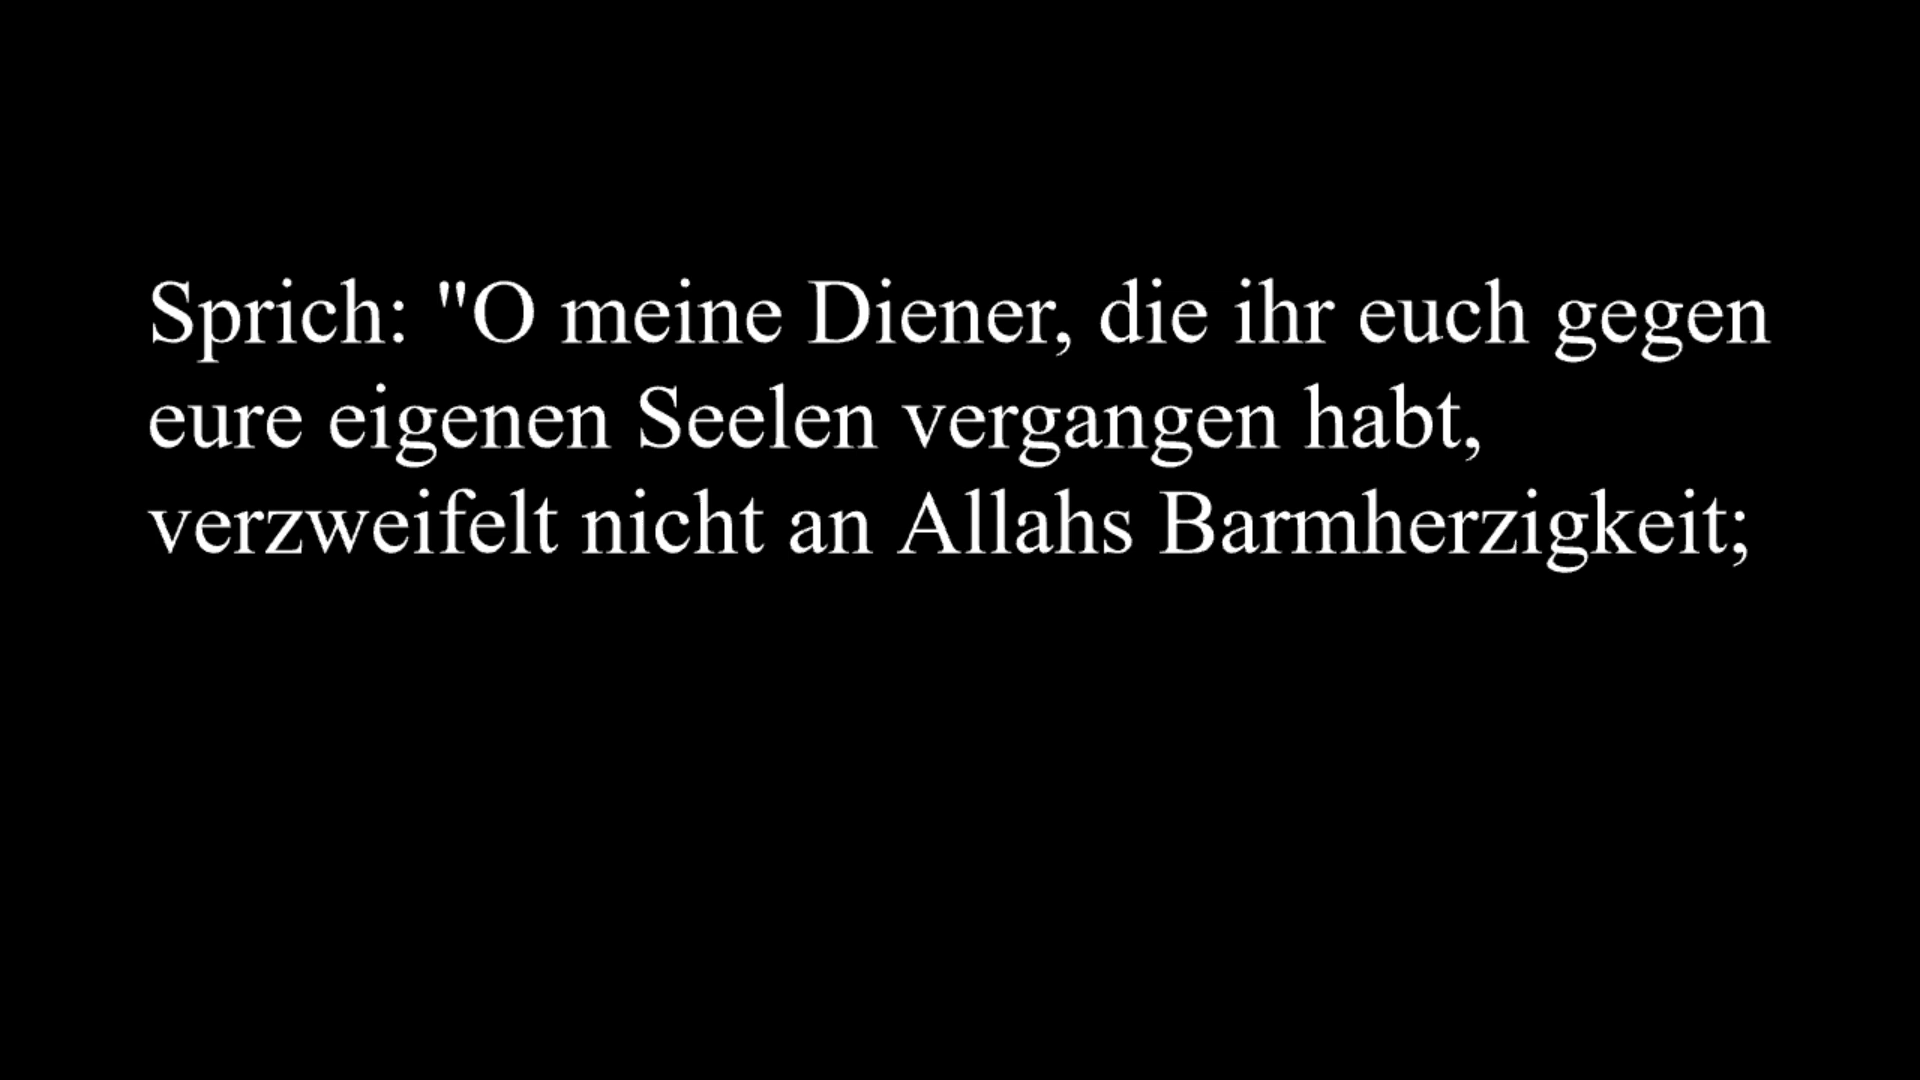 Sprich: "O meine Diener, die ihr euch gegen
eure eigenen Seelen vergangen habt,
verzweifelt nicht an Allahs Barmherzigkeit;